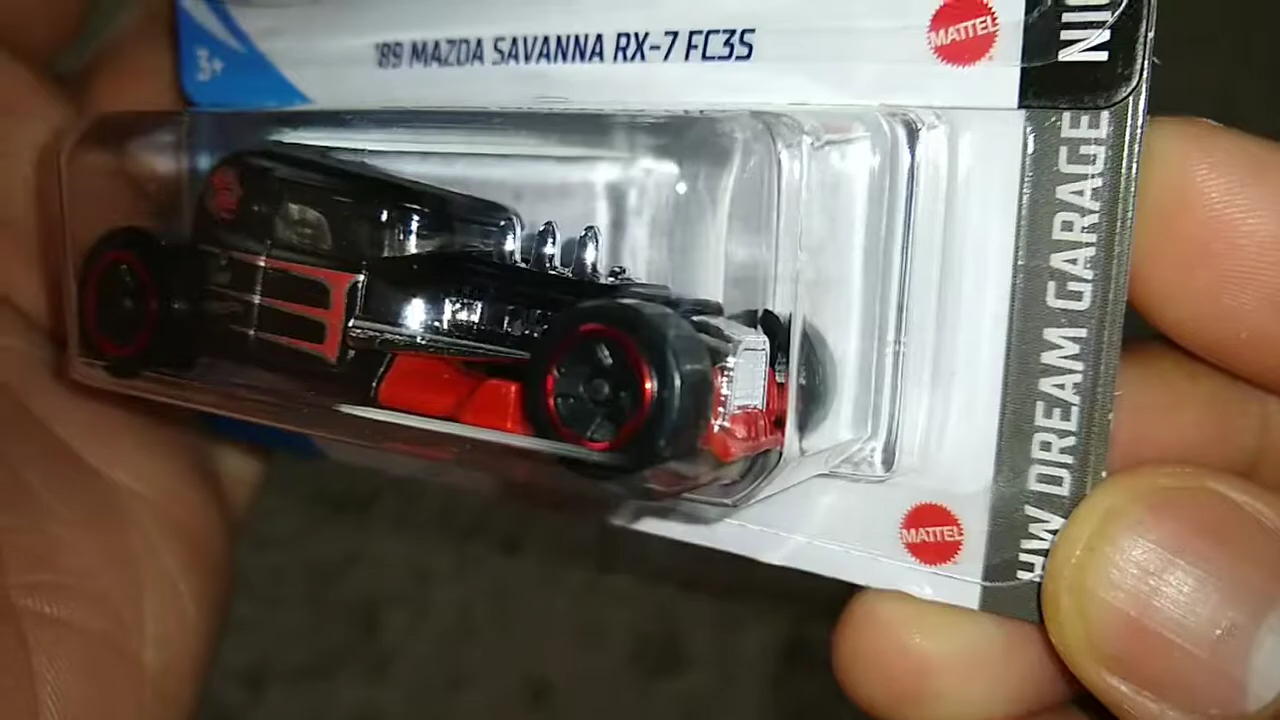 3+
'89 MAZDA SAVANNA RX-7 FC3S
MATTEL
HW DREAM GARAGE
MATTEL